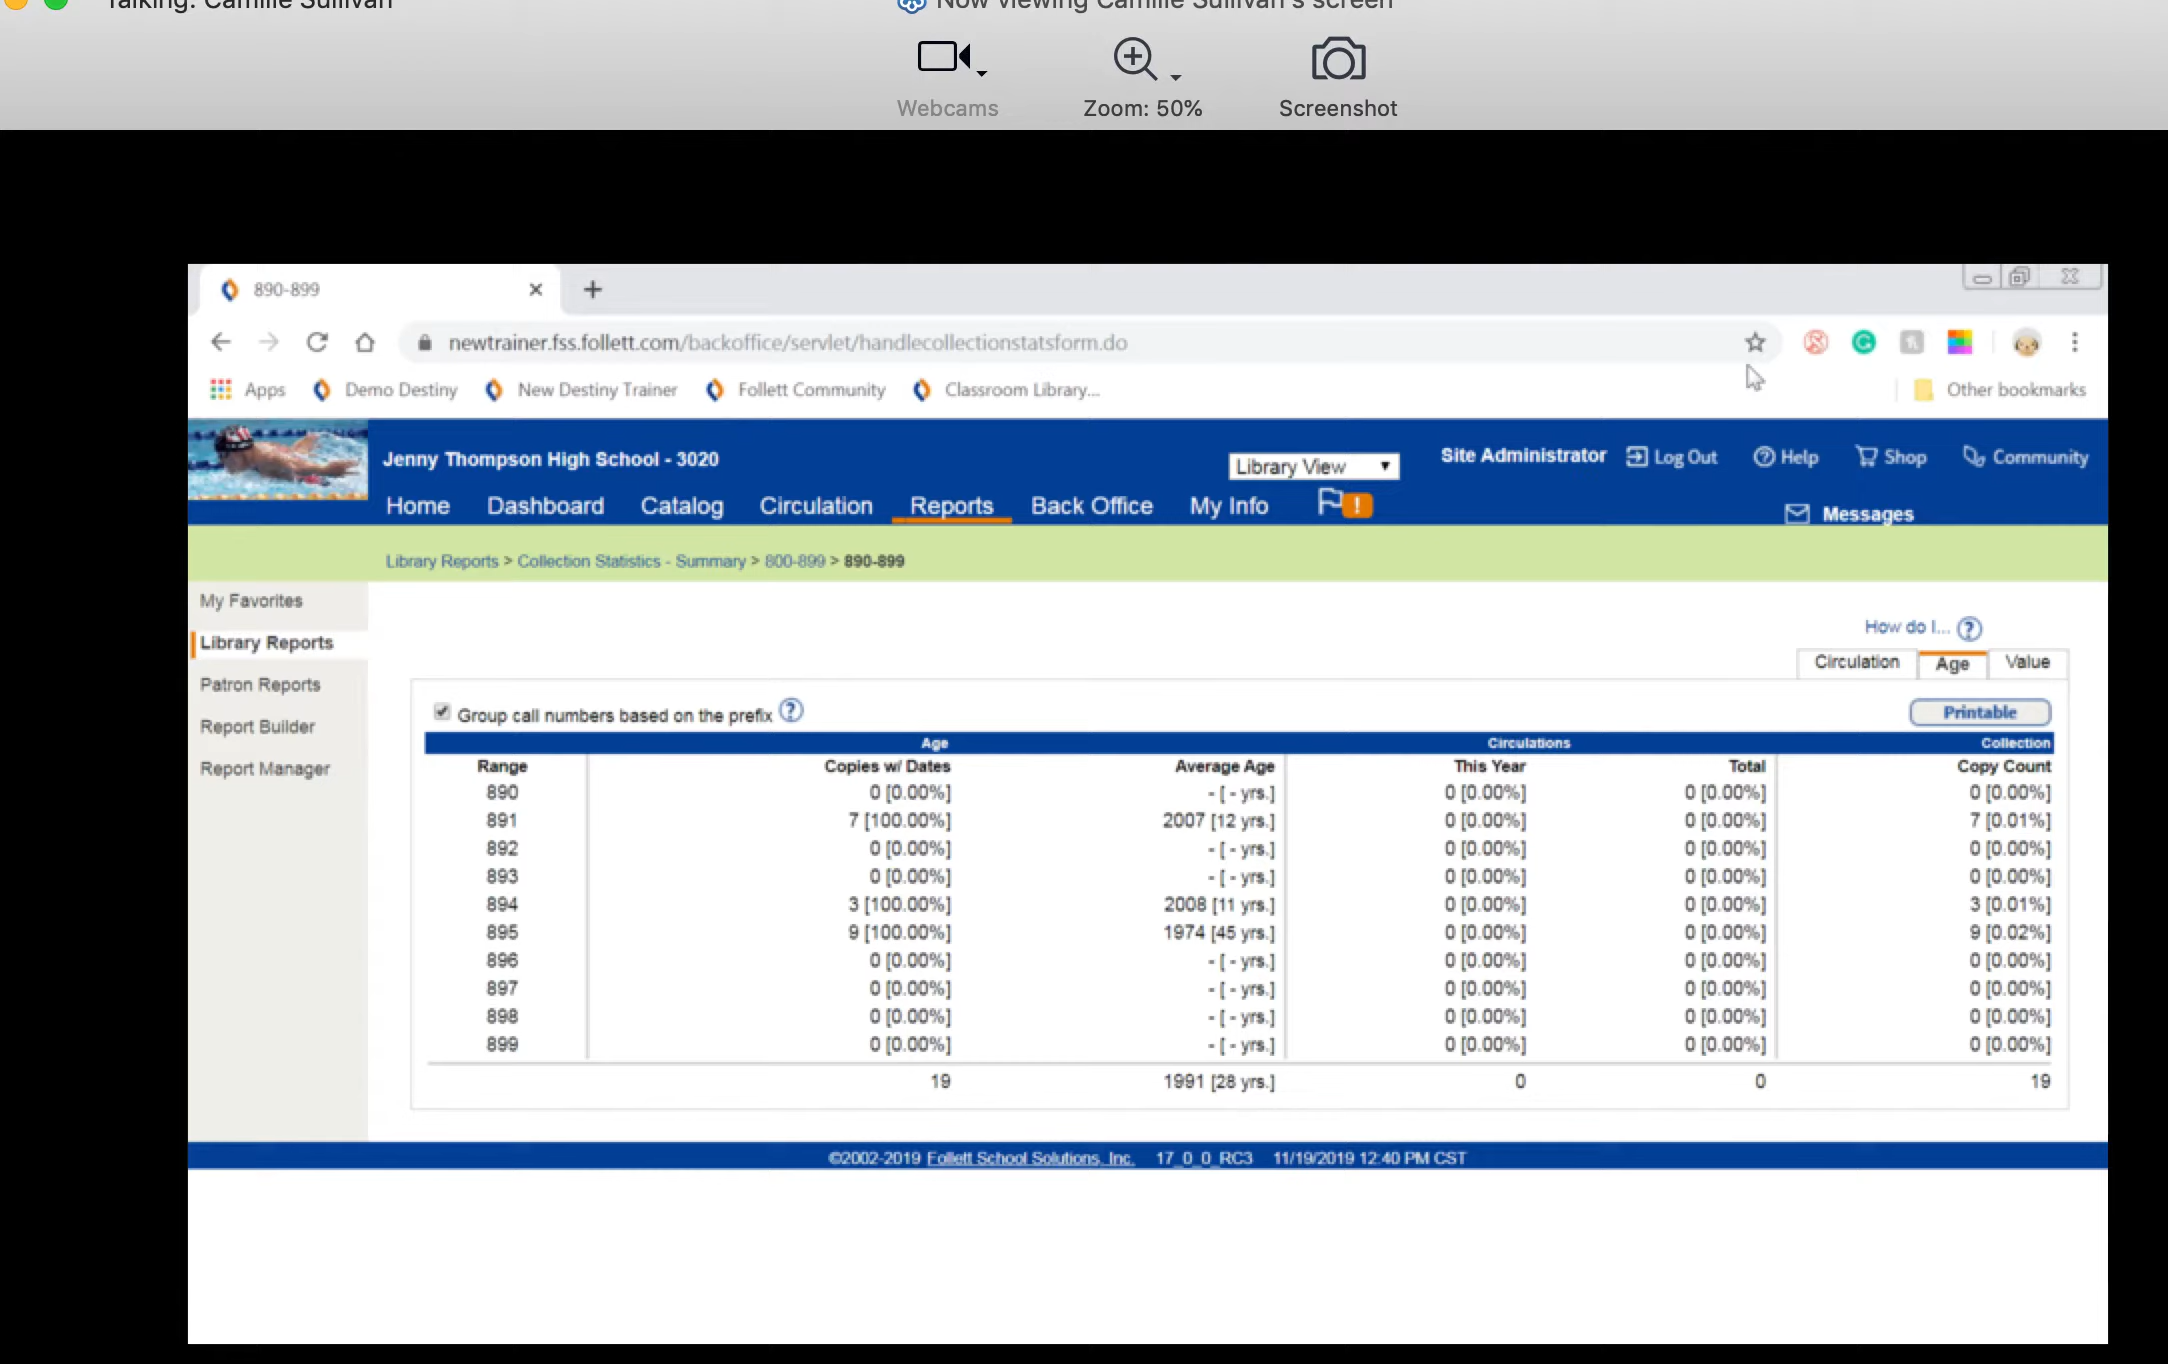 Talking: Camille Sullivan
Now viewing Camille Sullivan's screen
Webcams
Zoom: 50%
Screenshot
890-899
newtrainer.fss.follett.com/backoffice/servlet/handlecollectionstatsform.do
Apps Demo Destiny New Destiny Trainer Follett Community Classroom Library... Other bookmarks
Jenny Thompson High School - 3020
Library View
Site Administrator Log Out Help Shop Community
Home Dashboard Catalog Circulation Reports Back Office My Info !
Messages
Library Reports > Collection Statistics - Summary > 800-899 > 890-899
My Favorites
Library Reports
Patron Reports
Report Builder
Report Manager
How do I... ?
Circulation Age Value
Group call numbers based on the prefix ?
Printable
Age Circulations Collection
Range Copies w/ Dates Average Age This Year Total Copy Count
890 0 [0.00%] - [ - yrs.] 0 [0.00%] 0 [0.00%] 0 [0.00%]
891 7 [100.00%] 2007 [12 yrs.] 0 [0.00%] 0 [0.00%] 7 [0.01%]
892 0 [0.00%] - [ - yrs.] 0 [0.00%] 0 [0.00%] 0 [0.00%]
893 0 [0.00%] - [ - yrs.] 0 [0.00%] 0 [0.00%] 0 [0.00%]
894 3 [100.00%] 2008 [11 yrs.] 0 [0.00%] 0 [0.00%] 3 [0.01%]
895 9 [100.00%] 1974 [45 yrs.] 0 [0.00%] 0 [0.00%] 9 [0.02%]
896 0 [0.00%] - [ - yrs.] 0 [0.00%] 0 [0.00%] 0 [0.00%]
897 0 [0.00%] - [ - yrs.] 0 [0.00%] 0 [0.00%] 0 [0.00%]
898 0 [0.00%] - [ - yrs.] 0 [0.00%] 0 [0.00%] 0 [0.00%]
899 0 [0.00%] - [ - yrs.] 0 [0.00%] 0 [0.00%] 0 [0.00%]
19 1991 [28 yrs.] 0 0 19
©2002-2019 Follett School Solutions, Inc. 17_0_0_RC3 11/19/2019 12:40 PM CST